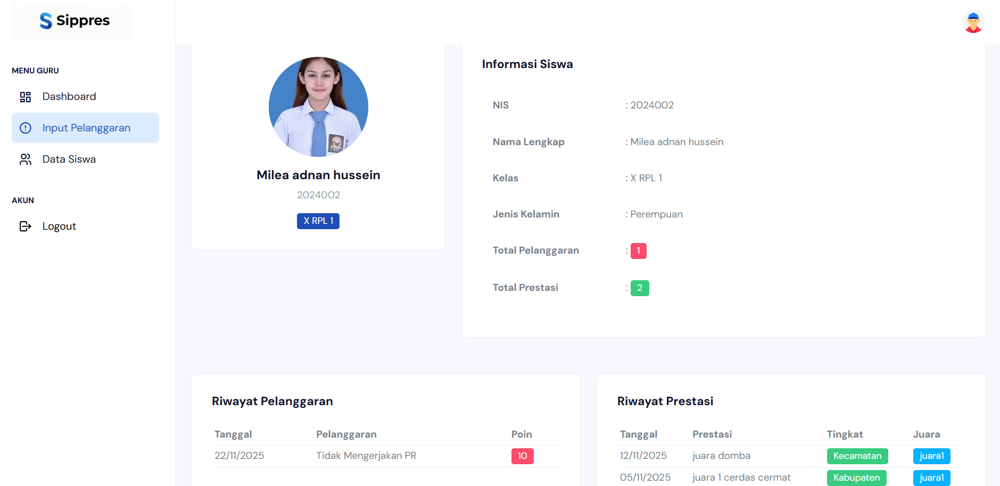 Sippres
MENU GURU
Dashboard
Input Pelanggaran
Data Siswa
AKUN
Logout
Milea adnan hussein
2024002
X RPL 1
Informasi Siswa
NIS : 2024002
Nama Lengkap : Milea adnan hussein
Kelas : X RPL 1
Jenis Kelamin : Perempuan
Total Pelanggaran : 1
Total Prestasi : 2
Riwayat Pelanggaran
Tanggal Pelanggaran Poin
22/11/2025 Tidak Mengerjakan PR 10
Riwayat Prestasi
Tanggal Prestasi Tingkat Juara
12/11/2025 juara domba Kecamatan juara1
05/11/2025 juara 1 cerdas cermat Kabupaten juara1